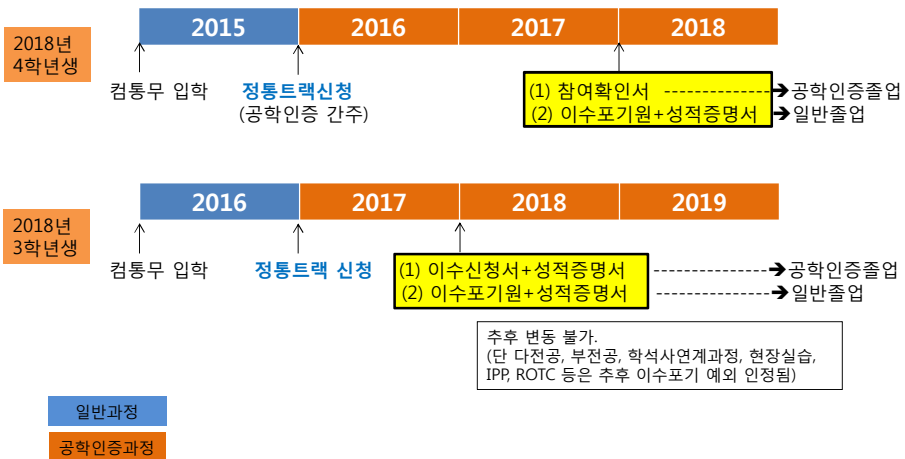 2015 2016 2017 2018
2018년
4학년생
컴통무 입학
정통트랙신청
(공학인증 간주)
(1) 참여확인서 ------------------➔공학인증졸업
(2) 이수포기원+성적증명서 ----➔일반졸업
2016 2017 2018 2019
2018년
3학년생
컴통무 입학
정통트랙 신청
(1) 이수신청서+성적증명서 --------------➔공학인증졸업
(2) 이수포기원+성적증명서 --------------➔일반졸업
추후 변동 불가.
(단 다전공, 부전공, 학석사연계과정, 현장실습,
IPP, ROTC 등은 추후 이수포기 예외 인정됨)
일반과정
공학인증과정